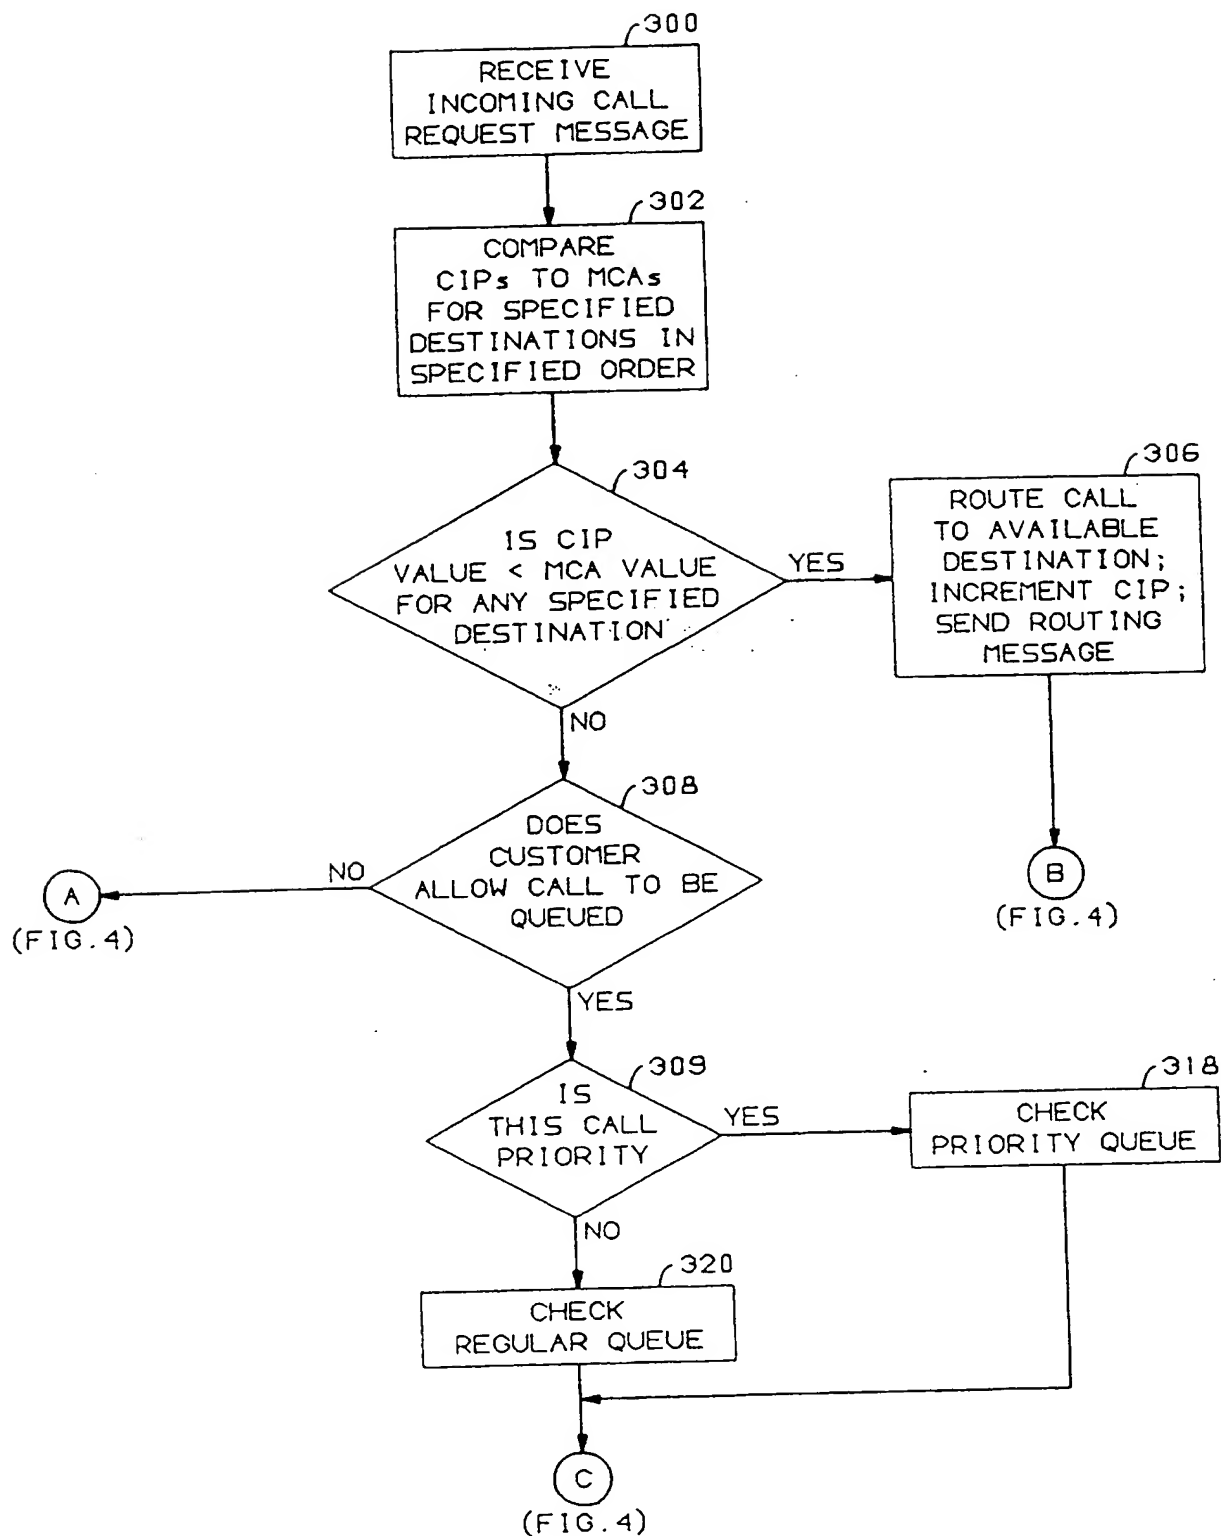 300
RECEIVE
INCOMING CALL
REQUEST MESSAGE
302
COMPARE
CIPs TO MCAs
FOR SPECIFIED
DESTINATIONS IN
SPECIFIED ORDER
304
IS CIP
VALUE < MCA VALUE
FOR ANY SPECIFIED
DESTINATION
YES
306
ROUTE CALL
TO AVAILABLE
DESTINATION;
INCREMENT CIP;
SEND ROUTING
MESSAGE
NO
308
DOES
CUSTOMER
ALLOW CALL TO BE
QUEUED
NO
A
(FIG.4)
B
(FIG.4)
YES
309
IS
THIS CALL
PRIORITY
YES
318
CHECK
PRIORITY QUEUE
NO
320
CHECK
REGULAR QUEUE
C
(FIG.4)